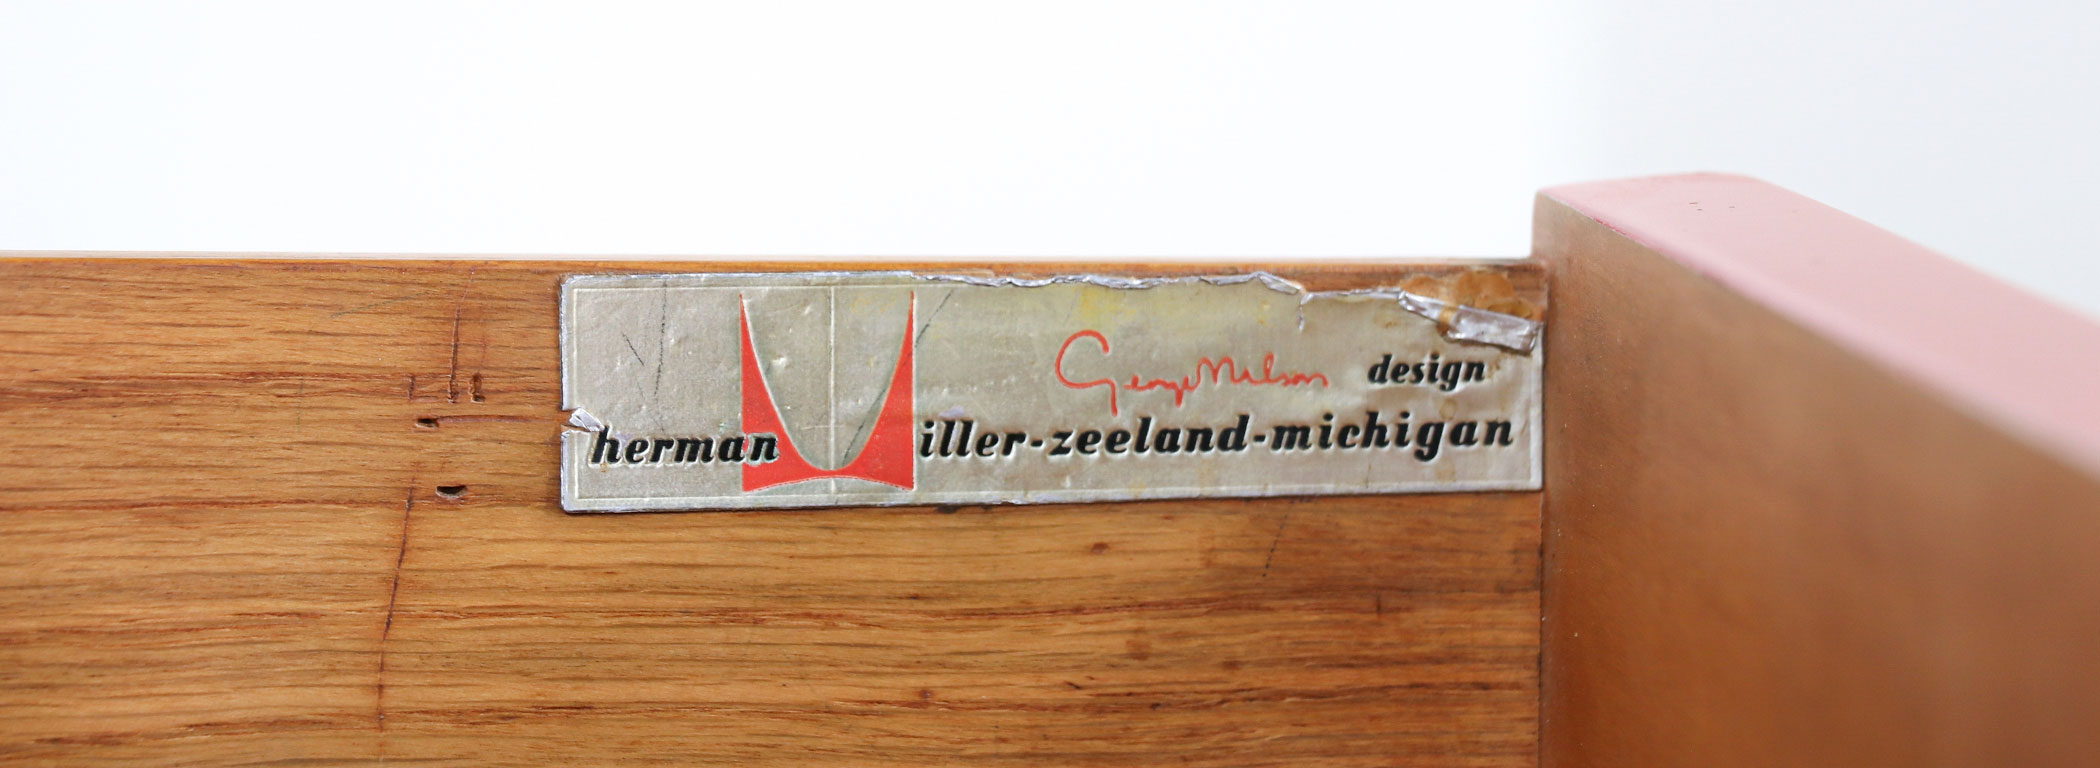 George Nelson design
herman Miller-zeeland-michigan